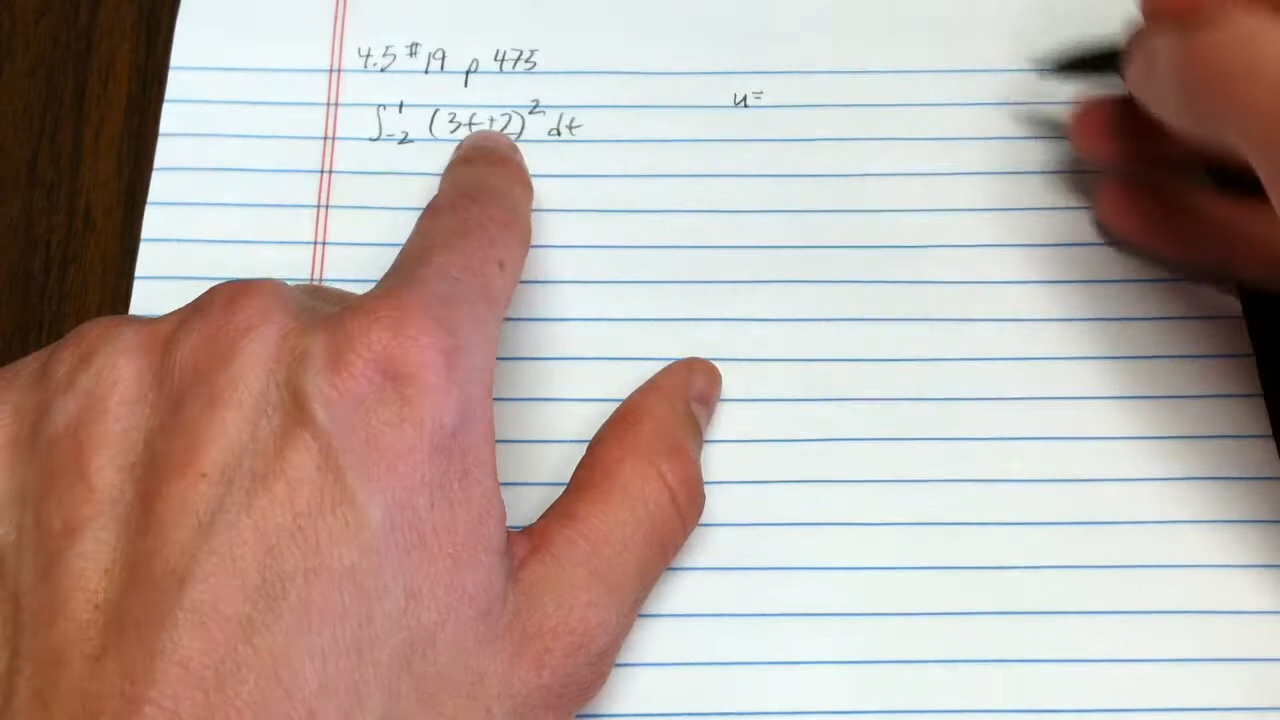 4.5 #19 p 475
∫₋₂¹ (3t+2)² dt
u=